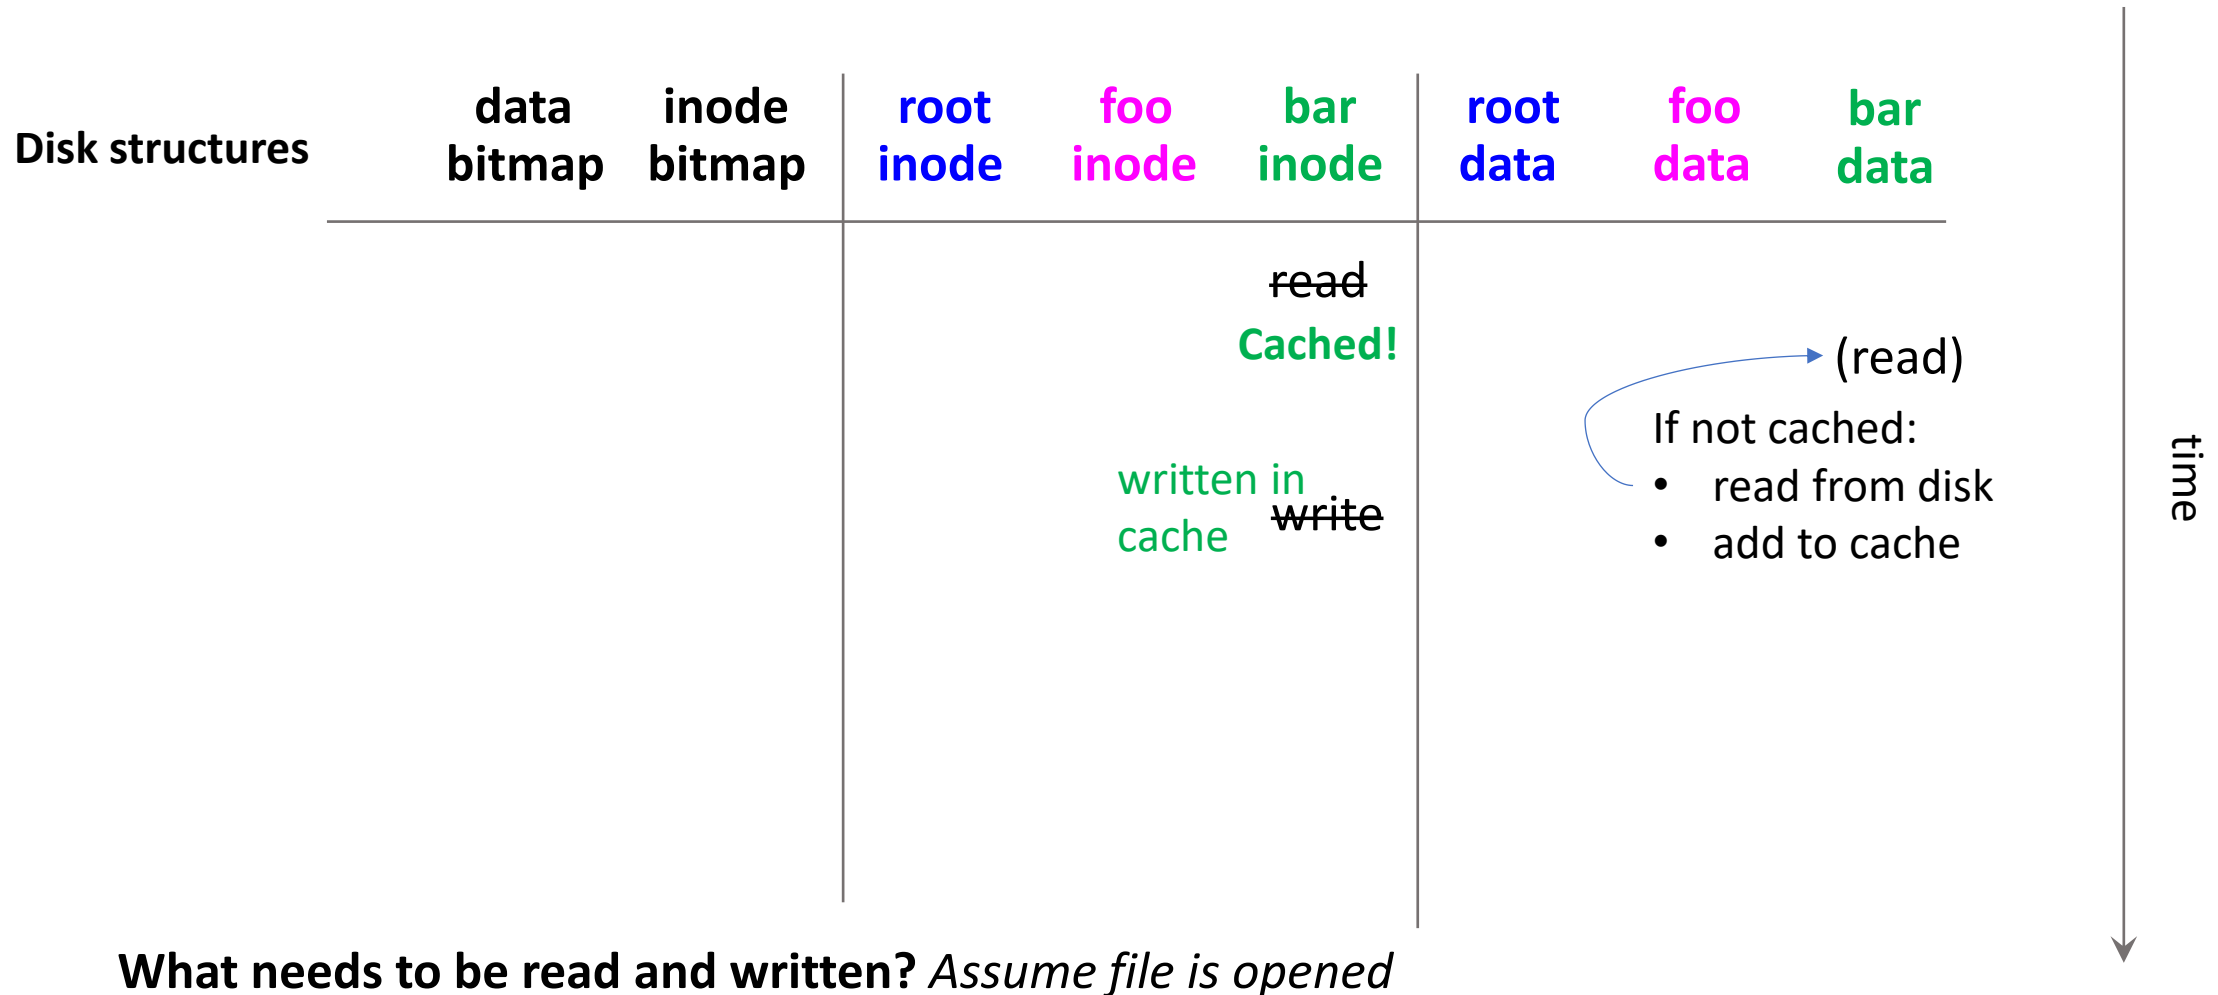 Disk structures
data bitmap
inode bitmap
root inode
foo inode
bar inode
root data
foo data
bar data
read
Cached!
(read)
If not cached:
• read from disk
• add to cache
written in
cache
write
time
What needs to be read and written? Assume file is opened